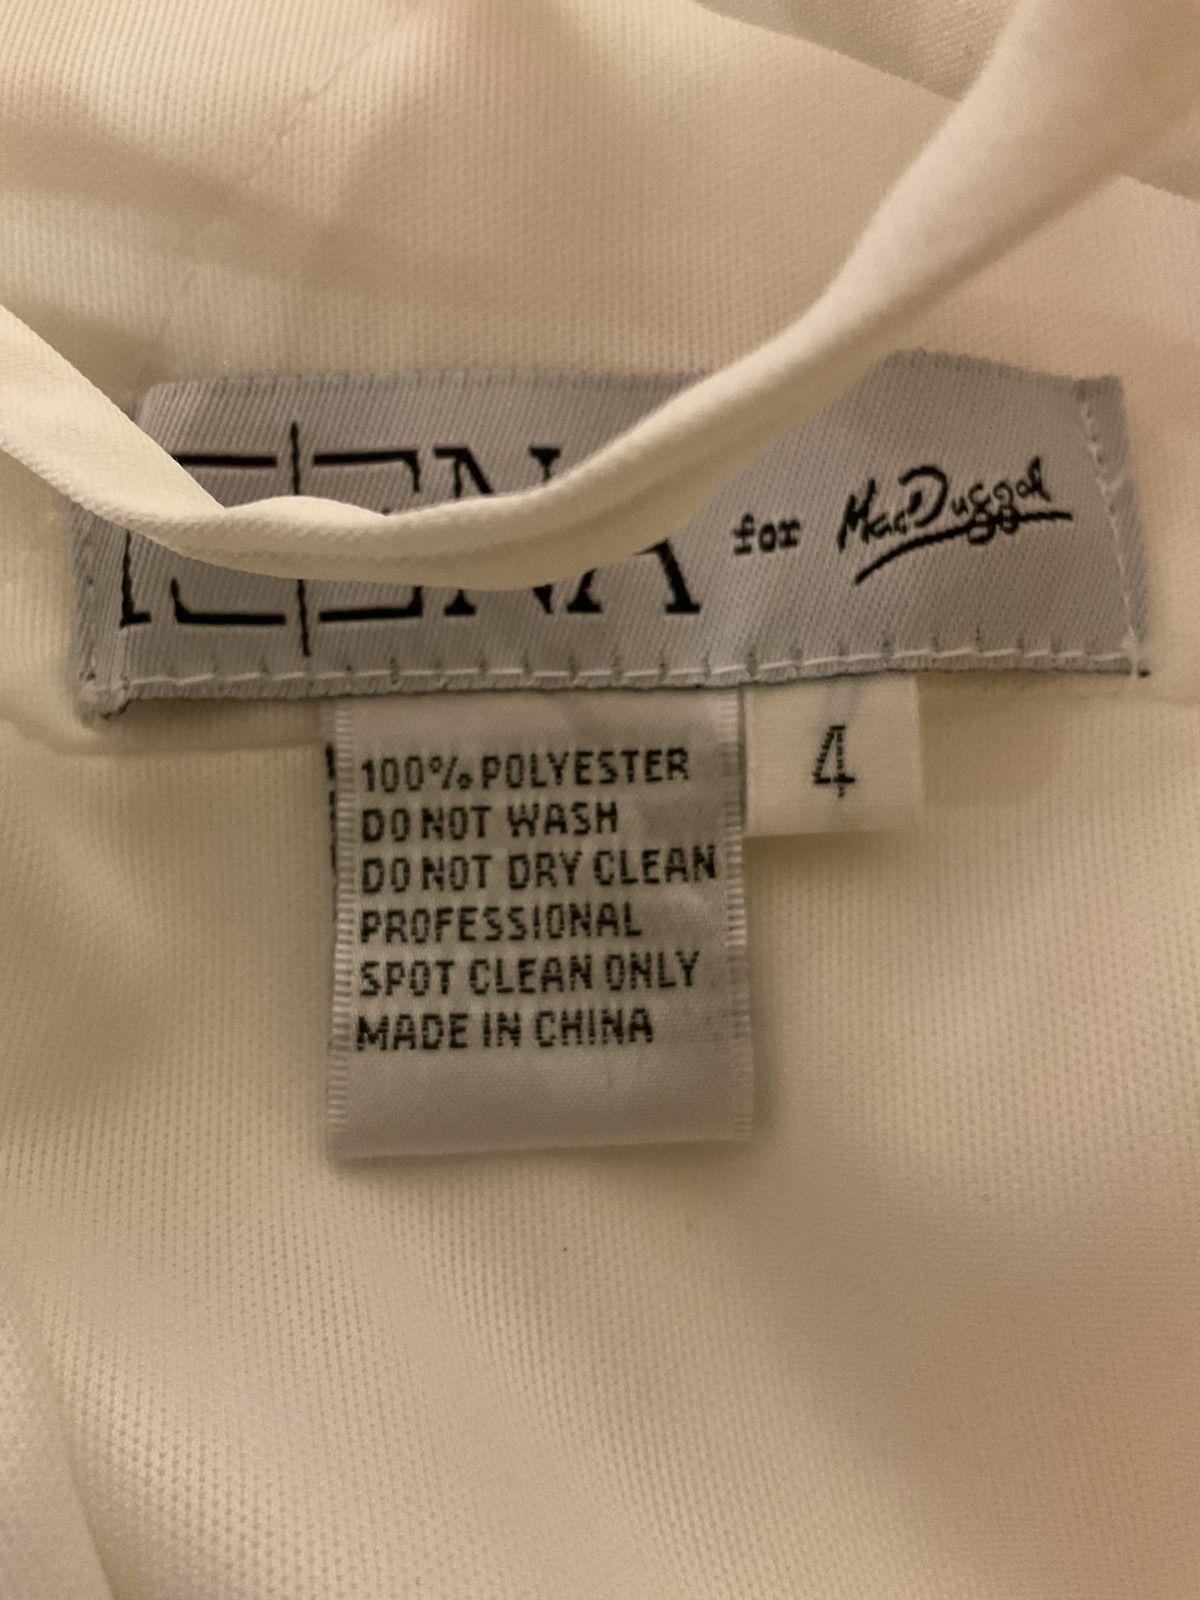 for MacDuggal
100% POLYESTER
DO NOT WASH
DO NOT DRY CLEAN
PROFESSIONAL
SPOT CLEAN ONLY
MADE IN CHINA
4